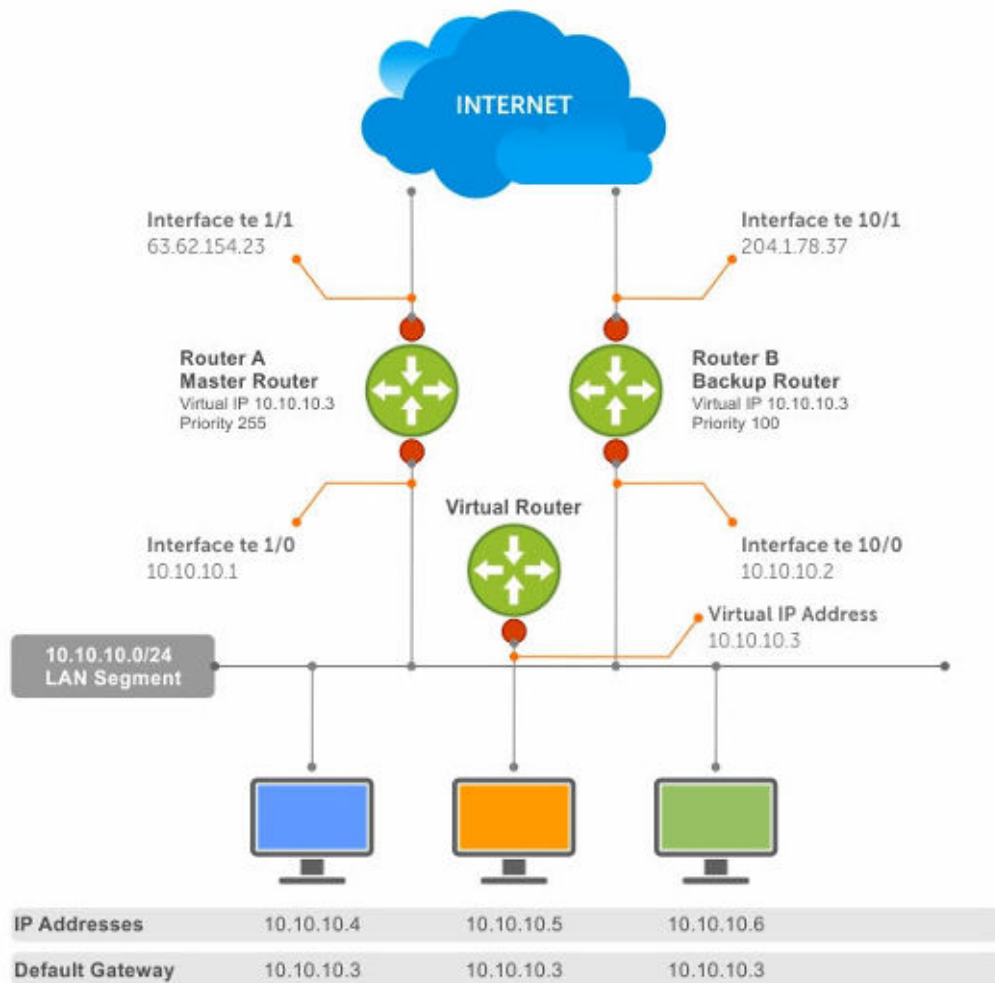 INTERNET
Interface te 1/1
63.62.154.23
Interface te 10/1
204.1.78.37
Router A
Master Router
Virtual IP 10.10.10.3
Priority 255
Router B
Backup Router
Virtual IP 10.10.10.3
Priority 100
Virtual Router
Interface te 1/0
10.10.10.1
Interface te 10/0
10.10.10.2
Virtual IP Address
10.10.10.3
10.10.10.0/24
LAN Segment
IP Addresses 10.10.10.4 10.10.10.5 10.10.10.6
Default Gateway 10.10.10.3 10.10.10.3 10.10.10.3